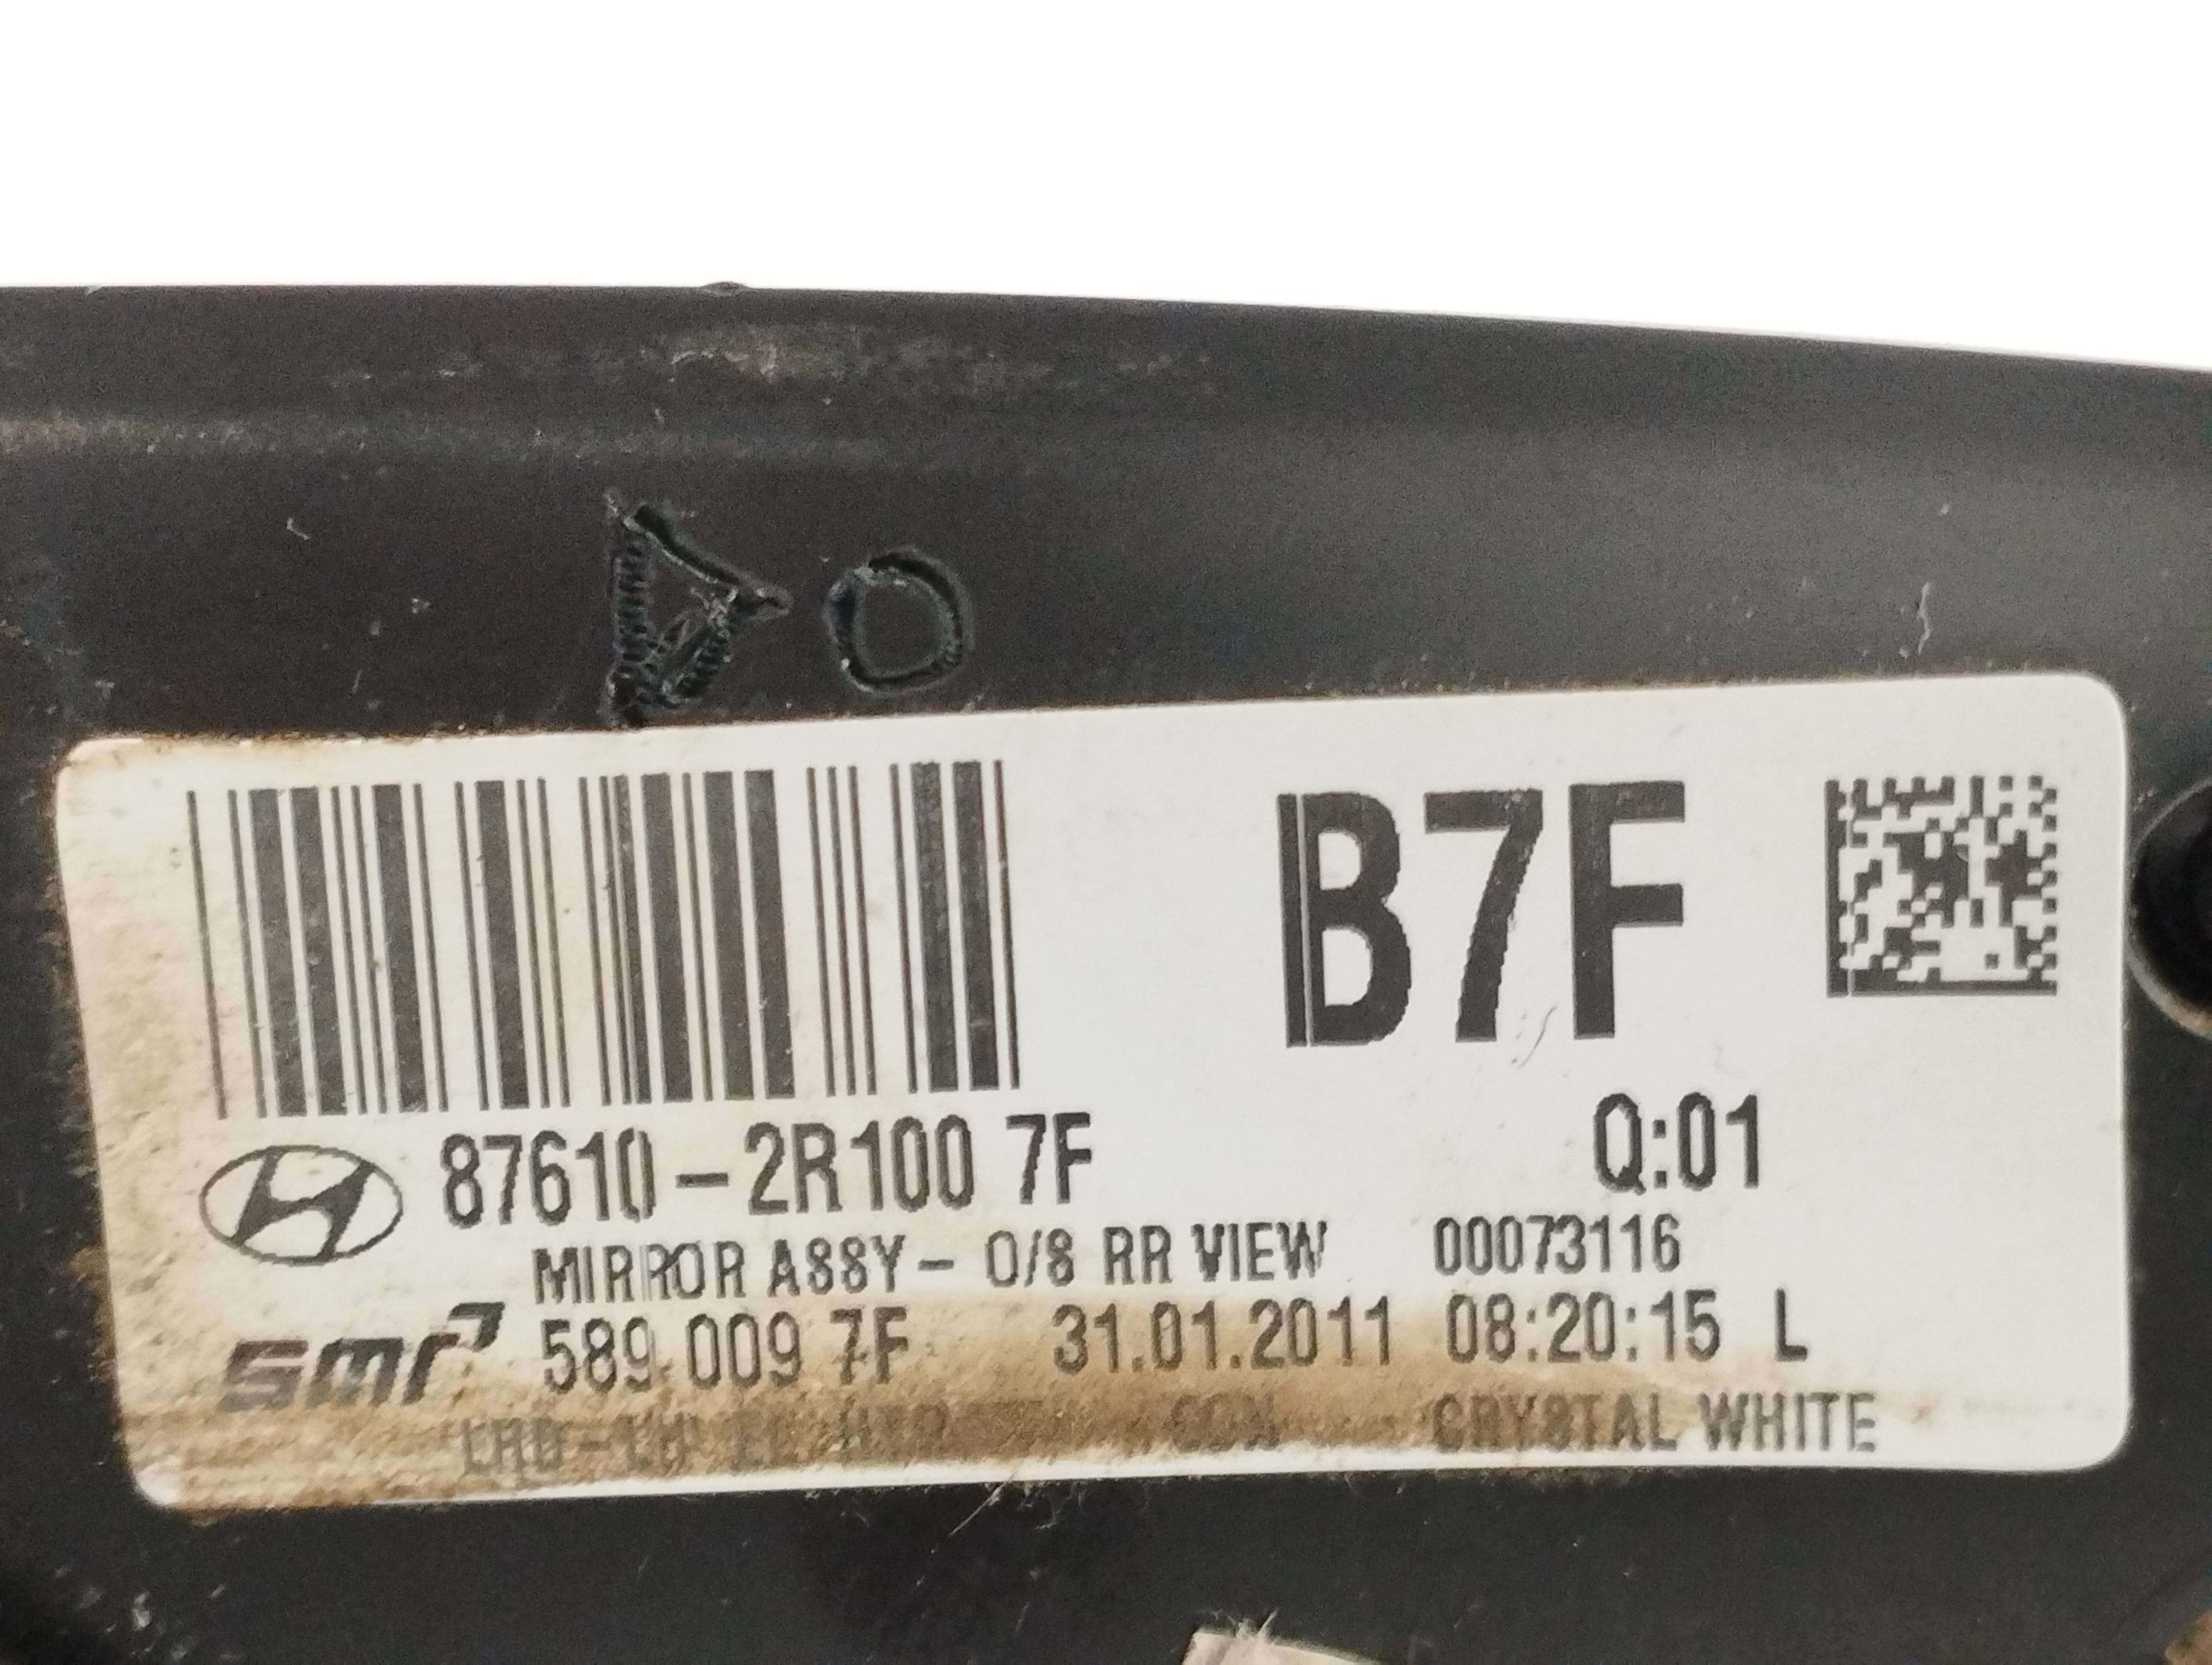 B7F
87610-2R100 7F
Q:01
MIRROR ASSY- O/S RR VIEW 00073116
smr 589 009 7F 31.01.2011 08:20:15 L
CRYSTAL WHITE